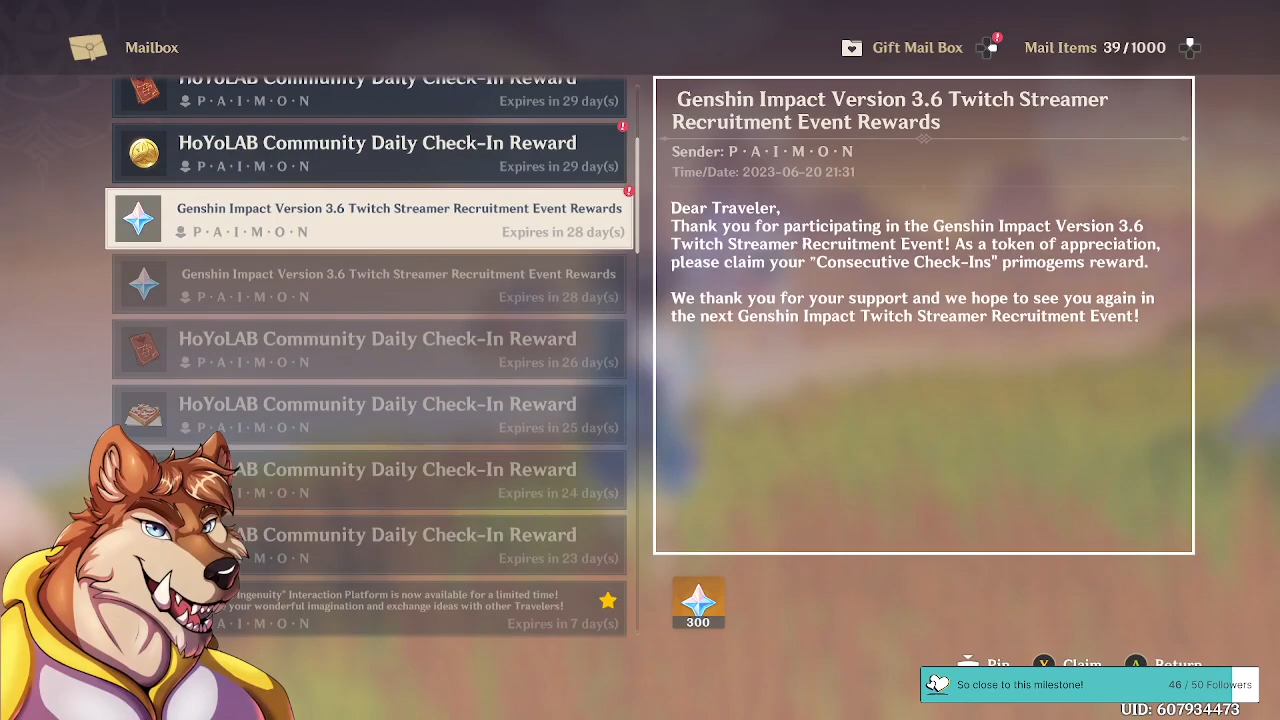 Mailbox
Gift Mail Box
Mail Items 39/1000
HoYoLAB Community Daily Check-In Reward
P·A·I·M·O·N Expires in 29 day(s)
HoYoLAB Community Daily Check-In Reward
P·A·I·M·O·N Expires in 29 day(s)
Genshin Impact Version 3.6 Twitch Streamer Recruitment Event Rewards
P·A·I·M·O·N Expires in 28 day(s)
Genshin Impact Version 3.6 Twitch Streamer Recruitment Event Rewards
P·A·I·M·O·N Expires in 28 day(s)
HoYoLAB Community Daily Check-In Reward
P·A·I·M·O·N Expires in 26 day(s)
HoYoLAB Community Daily Check-In Reward
P·A·I·M·O·N Expires in 25 day(s)
AB Community Daily Check-In Reward
I·M·O·N Expires in 24 day(s)
AB Community Daily Check-In Reward
I·M·O·N Expires in 23 day(s)
Ingenuity" Interaction Platform is now available for a limited time!
your wonderful imagination and exchange ideas with other Travelers!
A·I·M·O·N Expires in 7 day(s)
Genshin Impact Version 3.6 Twitch Streamer
Recruitment Event Rewards
Sender: P·A·I·M·O·N
Time/Date: 2023-06-20 21:31
Dear Traveler,
Thank you for participating in the Genshin Impact Version 3.6
Twitch Streamer Recruitment Event! As a token of appreciation,
please claim your "Consecutive Check-Ins" primogems reward.
We thank you for your support and we hope to see you again in
the next Genshin Impact Twitch Streamer Recruitment Event!
300
Pin Y Claim A Return
So close to this milestone! 46 / 50 Followers
UID: 607934473